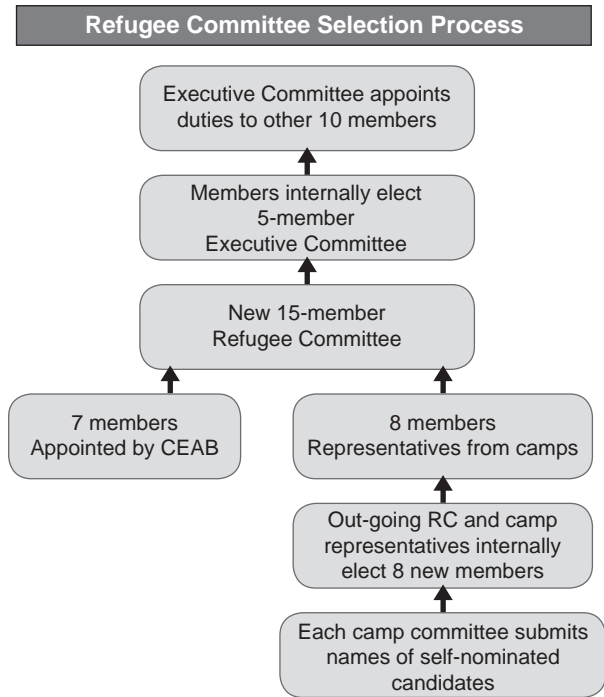 Refugee Committee Selection Process
Executive Committee appoints
duties to other 10 members
Members internally elect
5-member
Executive Committee
New 15-member
Refugee Committee
7 members
Appointed by CEAB
8 members
Representatives from camps
Out-going RC and camp
representatives internally
elect 8 new members
Each camp committee submits
names of self-nominated
candidates